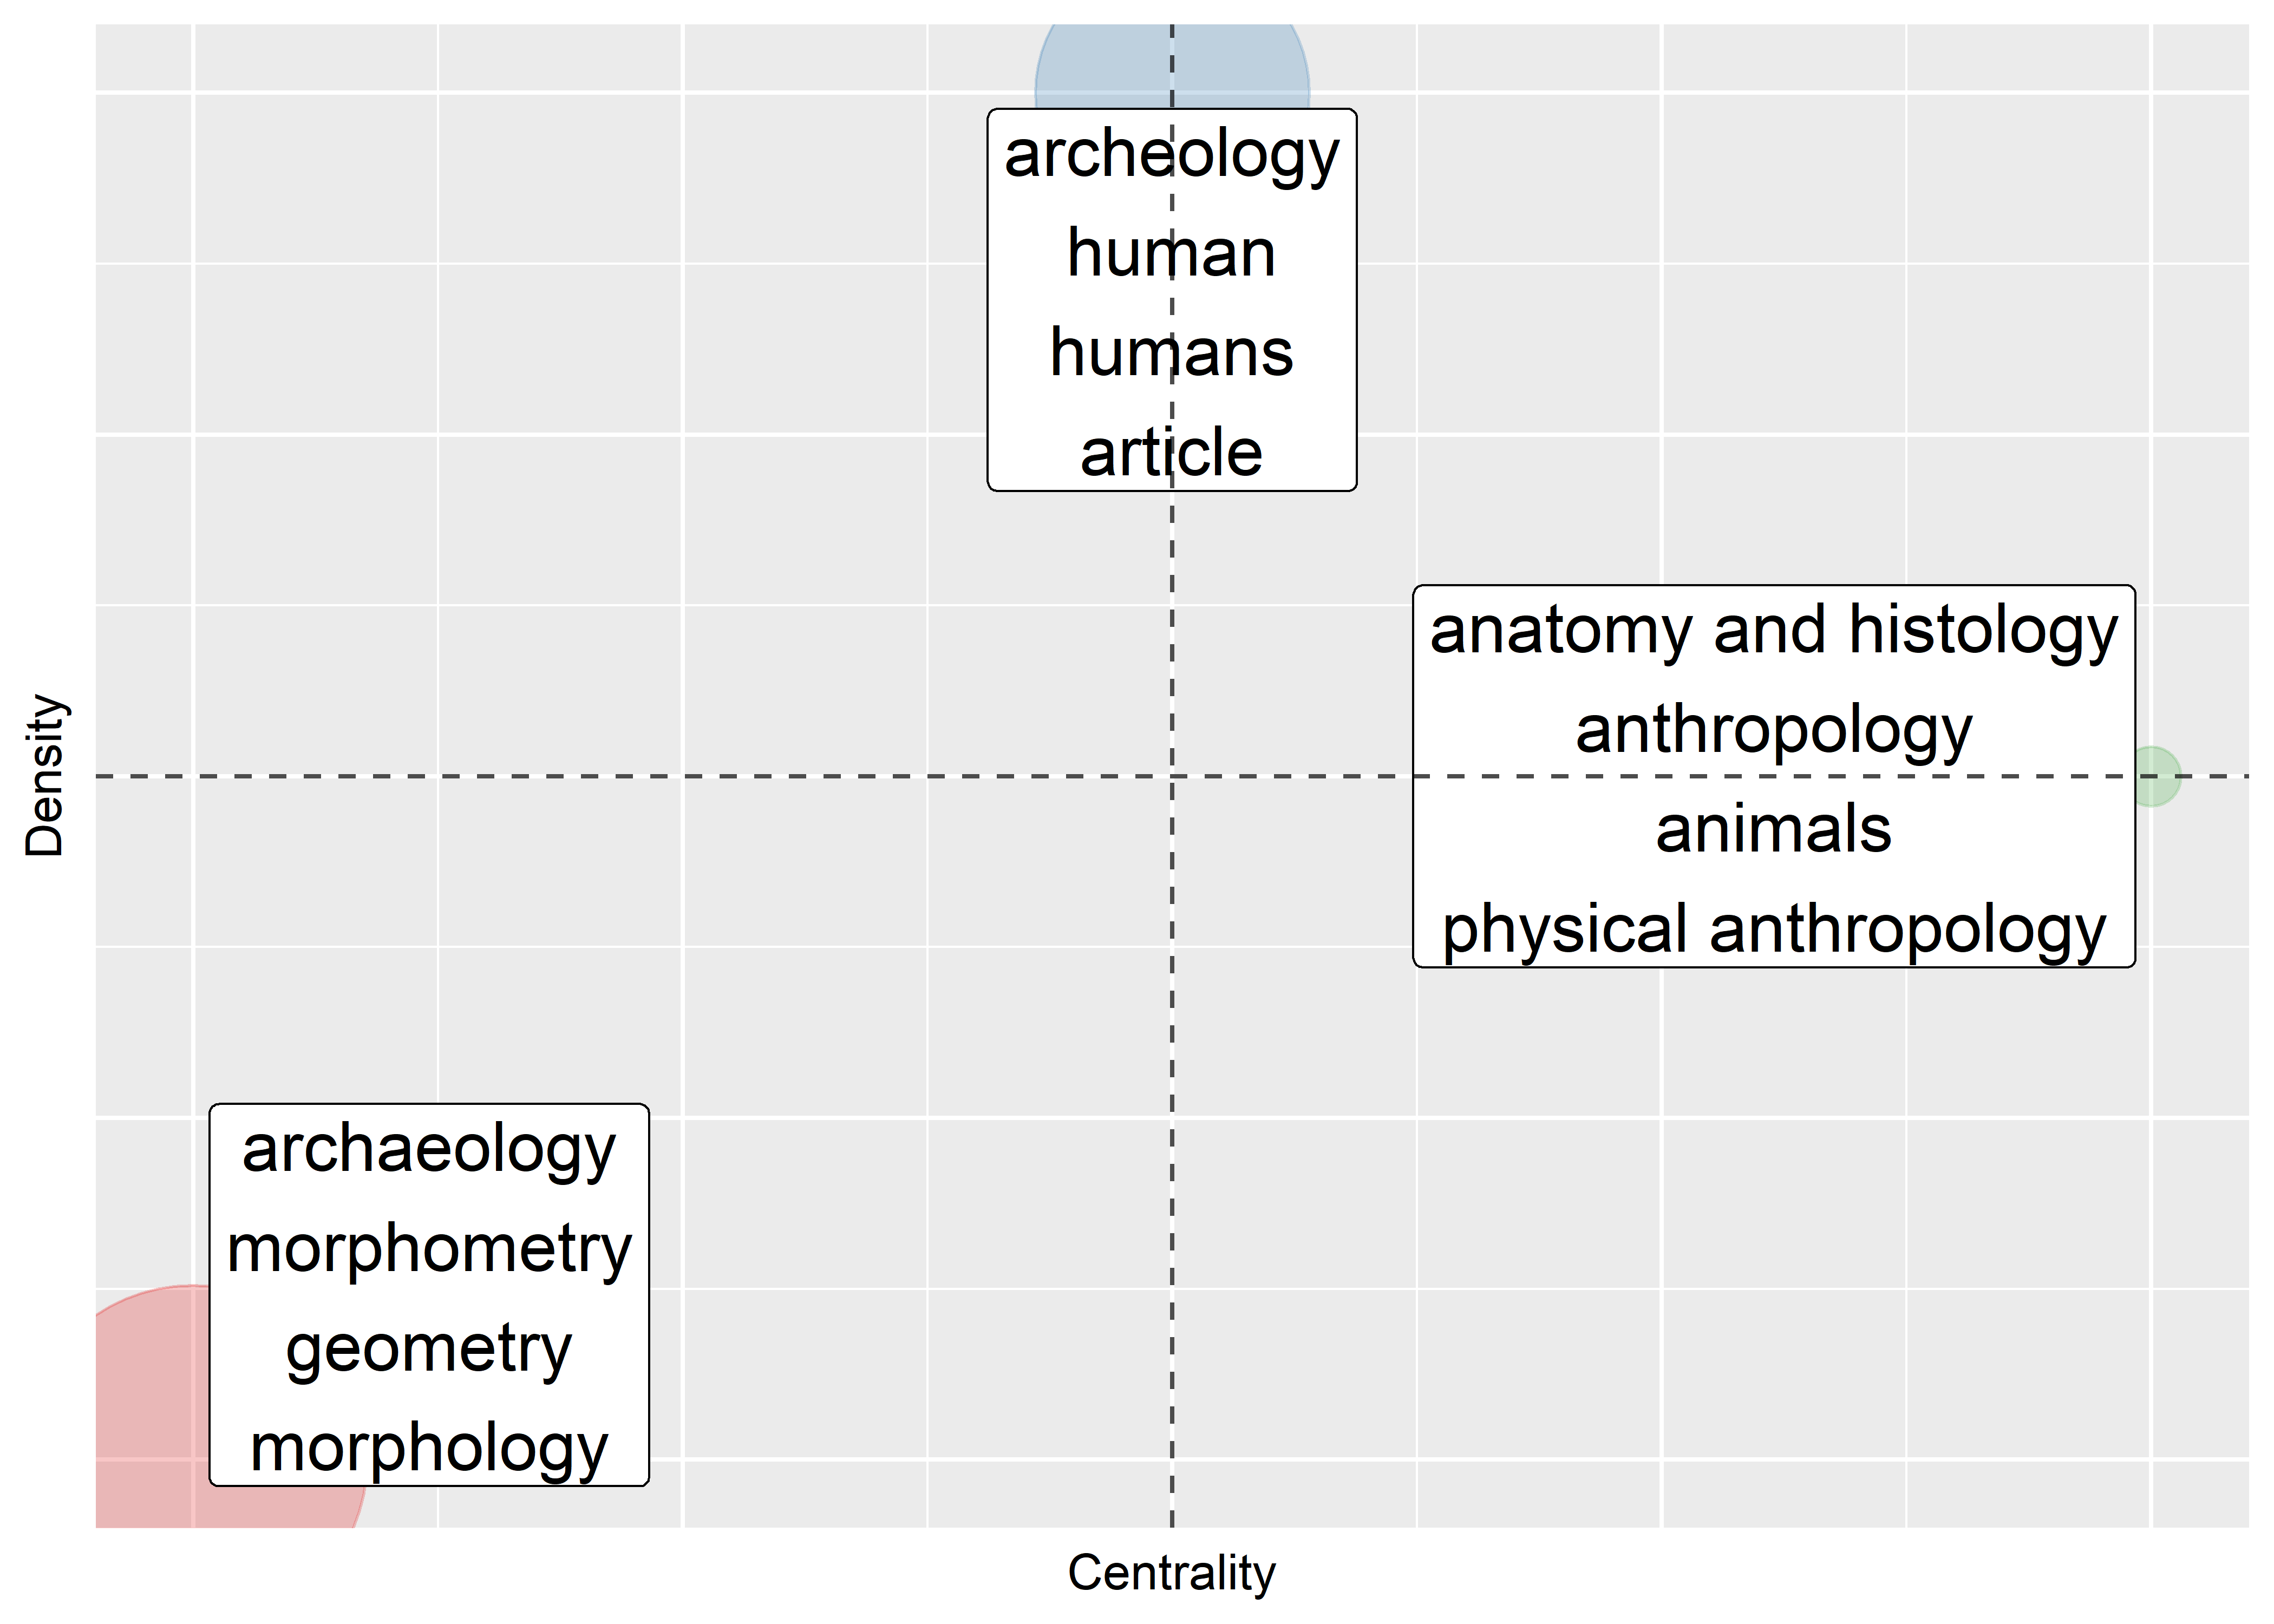 archeology
human
humans
article
anatomy and histology
anthropology
animals
physical anthropology
archaeology
morphometry
geometry
morphology
Density
Centrality